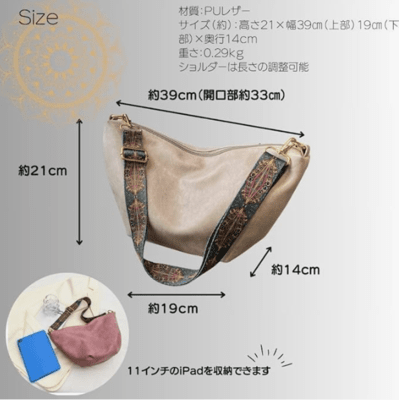 Size
材質：PUレザー
サイズ（約）：高さ21×幅39㎝（上部）19㎝（下
部）×奥行14cm
重さ：0.29kg
ショルダーは長さの調整可能
約39cm（開口部約33㎝）
約21cm
約14cm
約19cm
11インチのiPadを収納できます